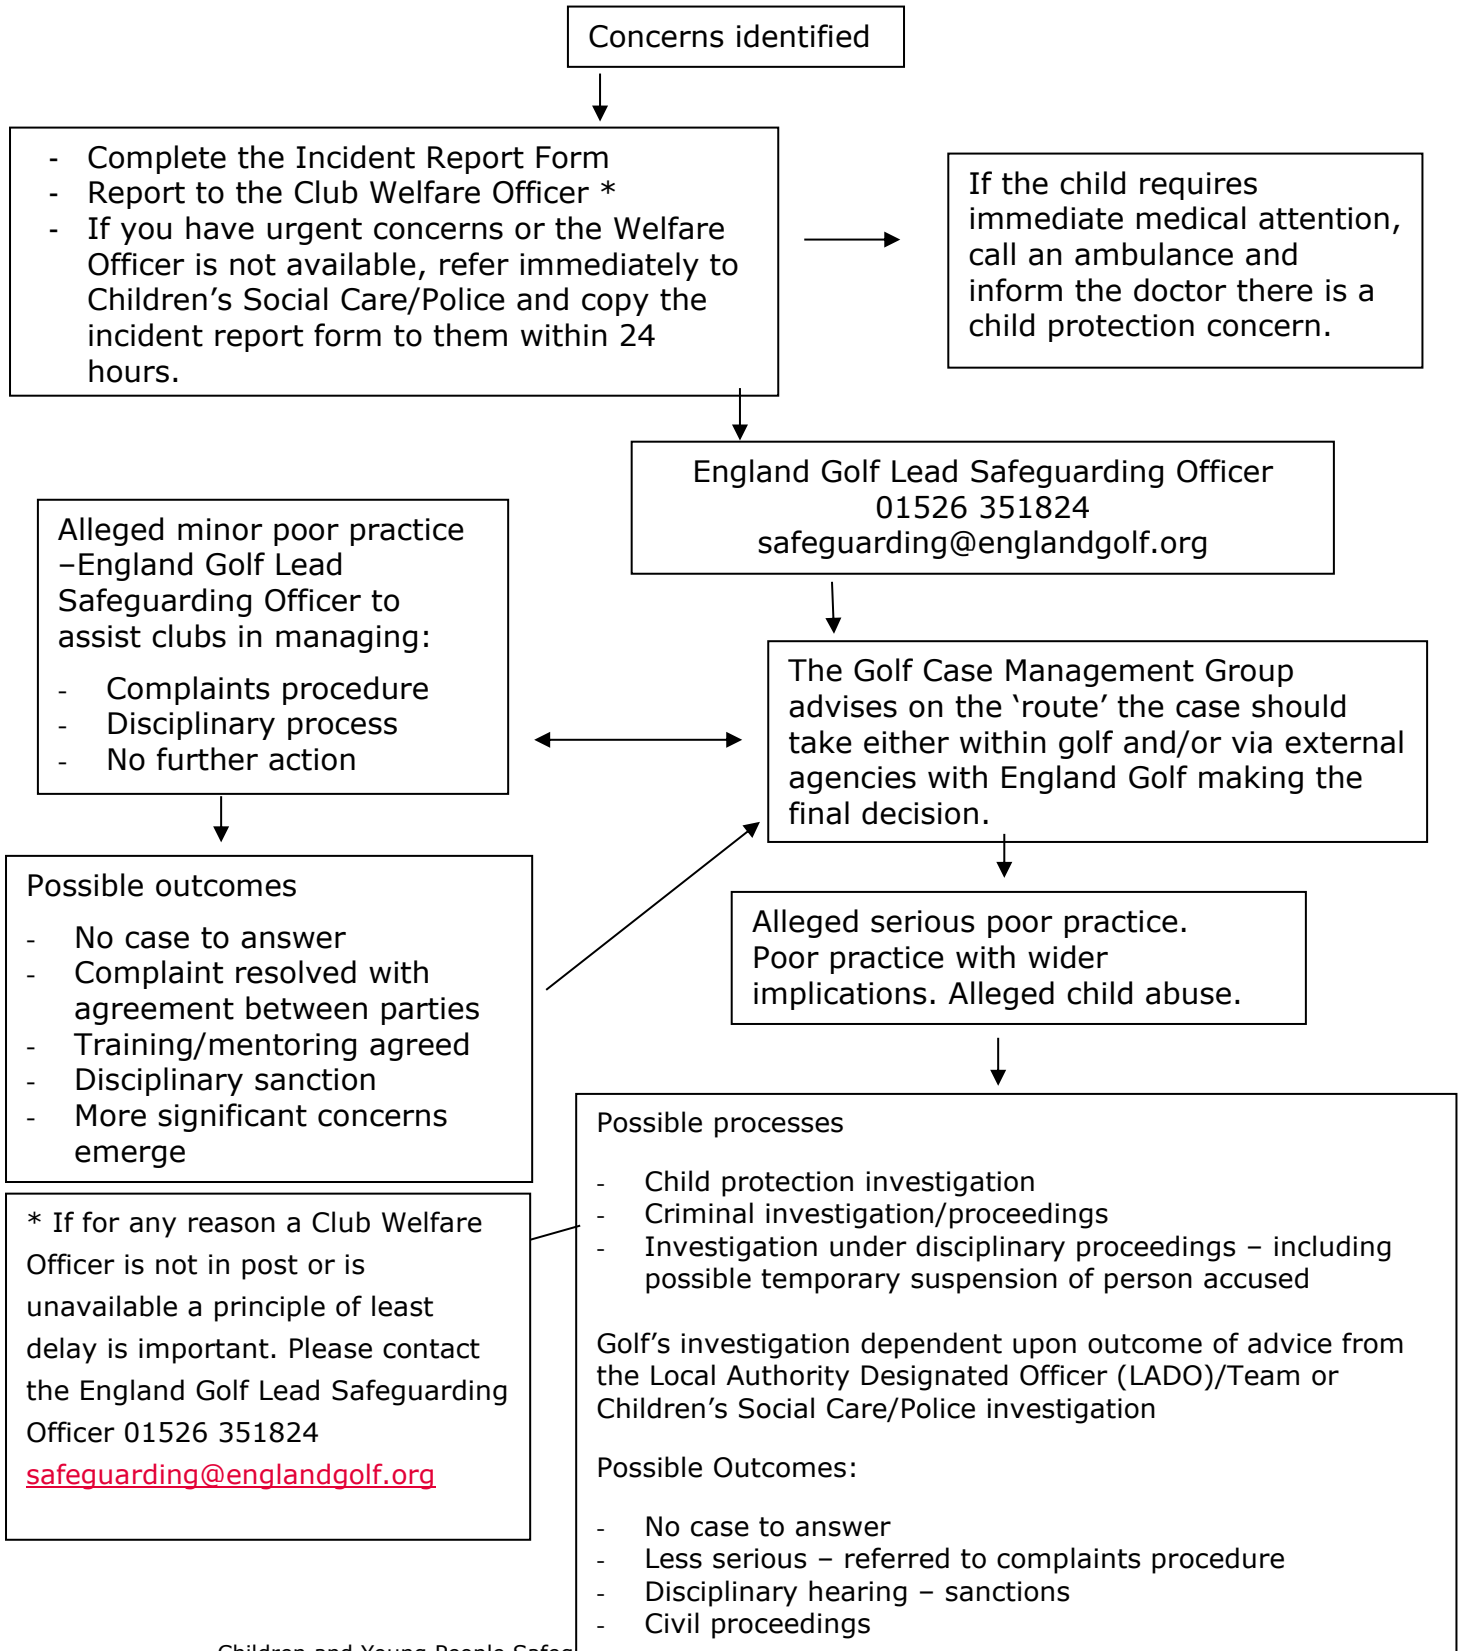 Concerns identified
- Complete the Incident Report Form
- Report to the Club Welfare Officer *
- If you have urgent concerns or the Welfare
Officer is not available, refer immediately to
Children’s Social Care/Police and copy the
incident report form to them within 24
hours.
If the child requires
immediate medical attention,
call an ambulance and
inform the doctor there is a
child protection concern.
England Golf Lead Safeguarding Officer
01526 351824
safeguarding@englandgolf.org
Alleged minor poor practice
–England Golf Lead
Safeguarding Officer to
assist clubs in managing:
- Complaints procedure
- Disciplinary process
- No further action
The Golf Case Management Group
advises on the ‘route’ the case should
take either within golf and/or via external
agencies with England Golf making the
final decision.
Possible outcomes
- No case to answer
- Complaint resolved with
agreement between parties
- Training/mentoring agreed
- Disciplinary sanction
- More significant concerns
emerge
Alleged serious poor practice.
Poor practice with wider
implications. Alleged child abuse.
* If for any reason a Club Welfare
Officer is not in post or is
unavailable a principle of least
delay is important. Please contact
the England Golf Lead Safeguarding
Officer 01526 351824
safeguarding@englandgolf.org
Possible processes
- Child protection investigation
- Criminal investigation/proceedings
- Investigation under disciplinary proceedings – including
possible temporary suspension of person accused
Golf’s investigation dependent upon outcome of advice from
the Local Authority Designated Officer (LADO)/Team or
Children’s Social Care/Police investigation
Possible Outcomes:
- No case to answer
- Less serious – referred to complaints procedure
- Disciplinary hearing – sanctions
- Civil proceedings
Children and Young People